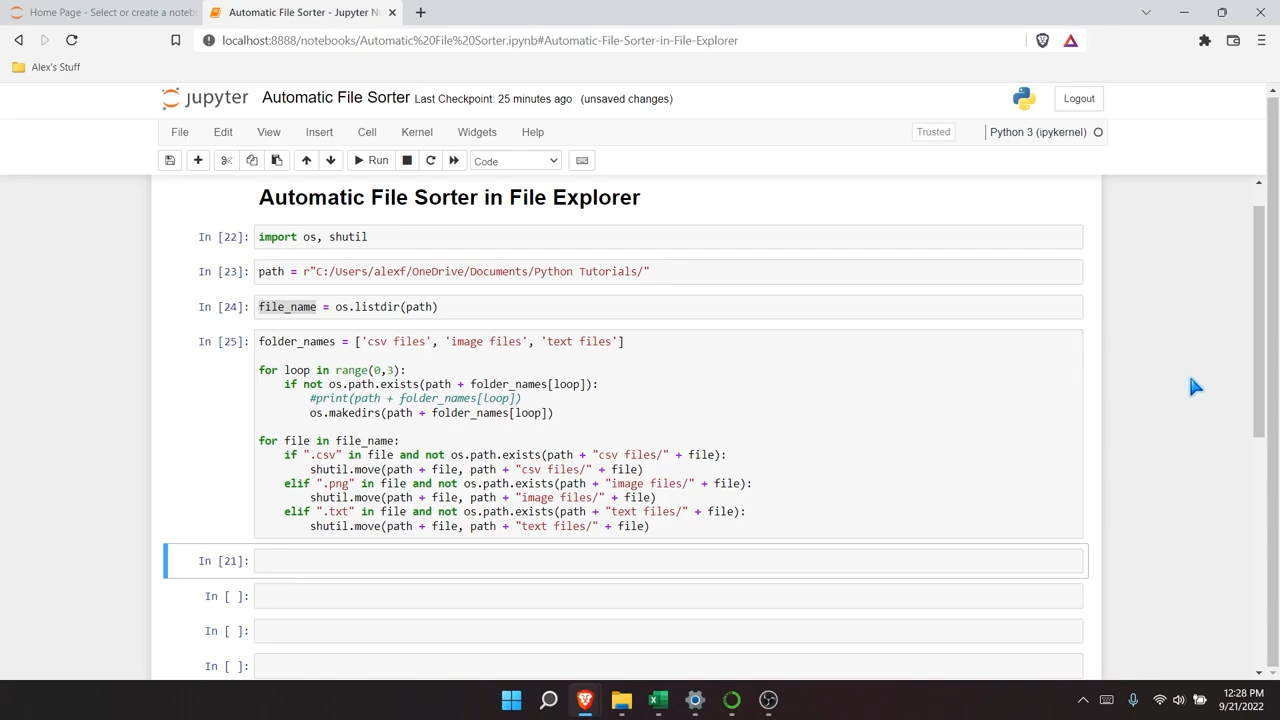 Home Page - Select or create a noteb
Automatic File Sorter - Jupyter N
localhost:8888/notebooks/Automatic%20File%20Sorter.ipynb#Automatic-File-Sorter-in-File-Explorer
Alex's Stuff
jupyter Automatic File Sorter Last Checkpoint: 25 minutes ago (unsaved changes)
Logout
File Edit View Insert Cell Kernel Widgets Help
Trusted Python 3 (ipykernel)
Run Code
Automatic File Sorter in File Explorer
In [22]: import os, shutil
In [23]: path = r"C:/Users/alexf/OneDrive/Documents/Python Tutorials/"
In [24]: file_name = os.listdir(path)
In [25]: folder_names = ['csv files', 'image files', 'text files']
for loop in range(0,3):
if not os.path.exists(path + folder_names[loop]):
#print(path + folder_names[loop])
os.makedirs(path + folder_names[loop])
for file in file_name:
if ".csv" in file and not os.path.exists(path + "csv files/" + file):
shutil.move(path + file, path + "csv files/" + file)
elif ".png" in file and not os.path.exists(path + "image files/" + file):
shutil.move(path + file, path + "image files/" + file)
elif ".txt" in file and not os.path.exists(path + "text files/" + file):
shutil.move(path + file, path + "text files/" + file)
In [21]:
In [ ]:
In [ ]:
In [ ]:
12:28 PM
9/21/2022